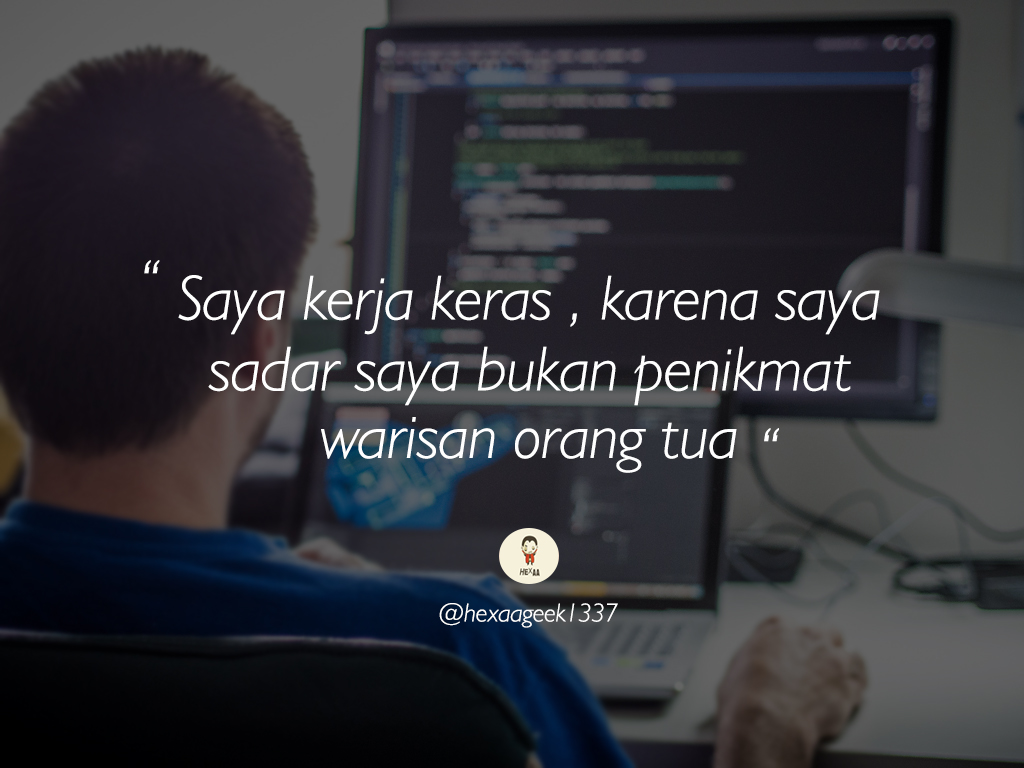 “ Saya kerja keras , karena saya
sadar saya bukan penikmat
warisan orang tua “
HEXAA
@hexaageek1337